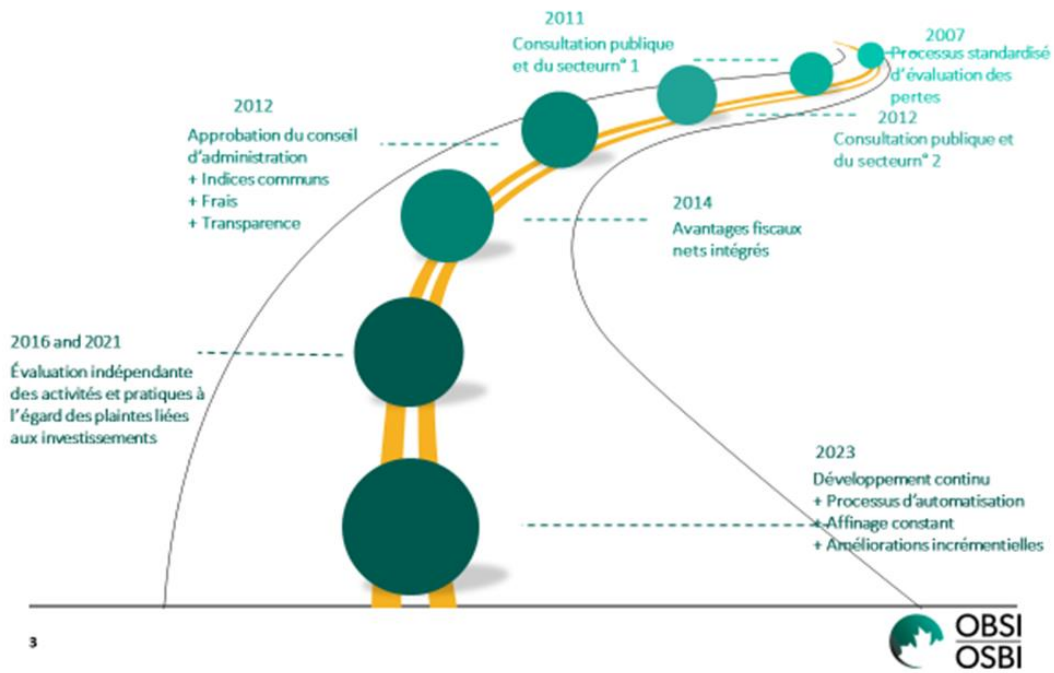 2011
Consultation publique
et du secteurn° 1
2007
Processus standardisé
d'évaluation des
pertes
2012
Consultation publique et
du secteurn° 2
2012
Approbation du conseil
d'administration
+ Indices communs
+ Frais
+ Transparence
2014
Avantages fiscaux
nets intégrés
2016 and 2021
Évaluation indépendante
des activités et pratiques à
l'égard des plaintes liées
aux investissements
2023
Développement continu
+ Processus d'automatisation
+ Affinage constant
+ Améliorations incrémentielles
3
OBSI
OSBI